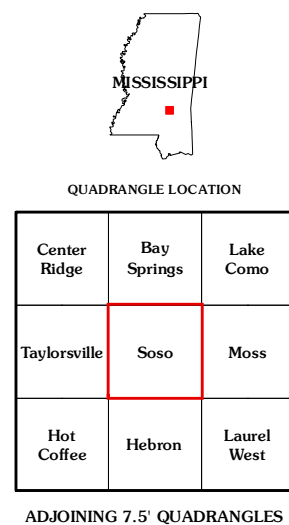 MISSISSIPPI
QUADRANGLE LOCATION
Center
Ridge
Bay
Springs
Lake
Como
Taylorsville
Soso
Moss
Hot
Coffee
Hebron
Laurel
West
ADJOINING 7.5' QUADRANGLES